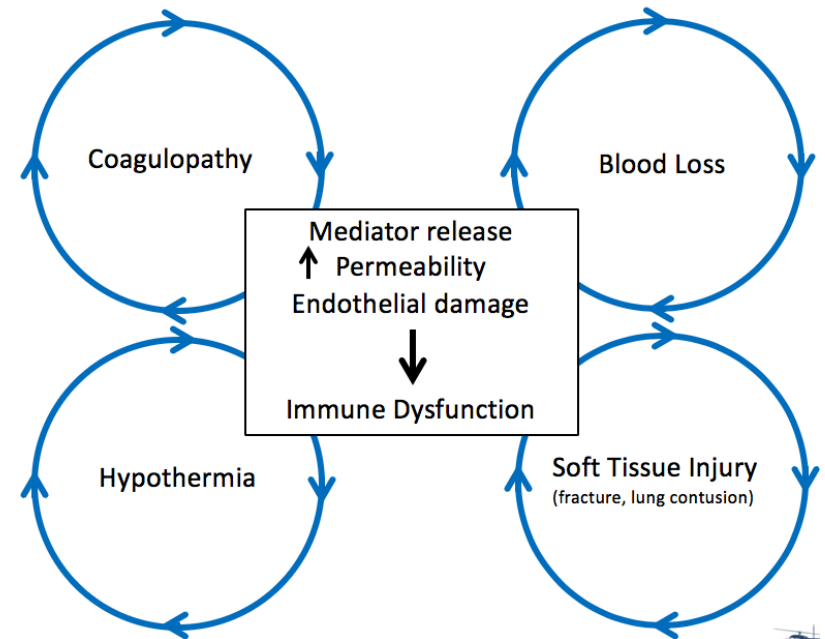 Coagulopathy
Blood Loss
Mediator release
↑ Permeability
Endothelial damage
Immune Dysfunction
Hypothermia
Soft Tissue Injury
(fracture, lung contusion)